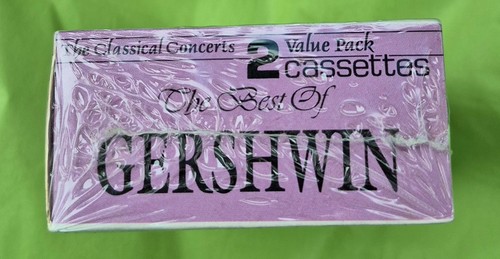 The Classical Concerts 2 Value Pack
cassettes
The Best Of
GERSHWIN